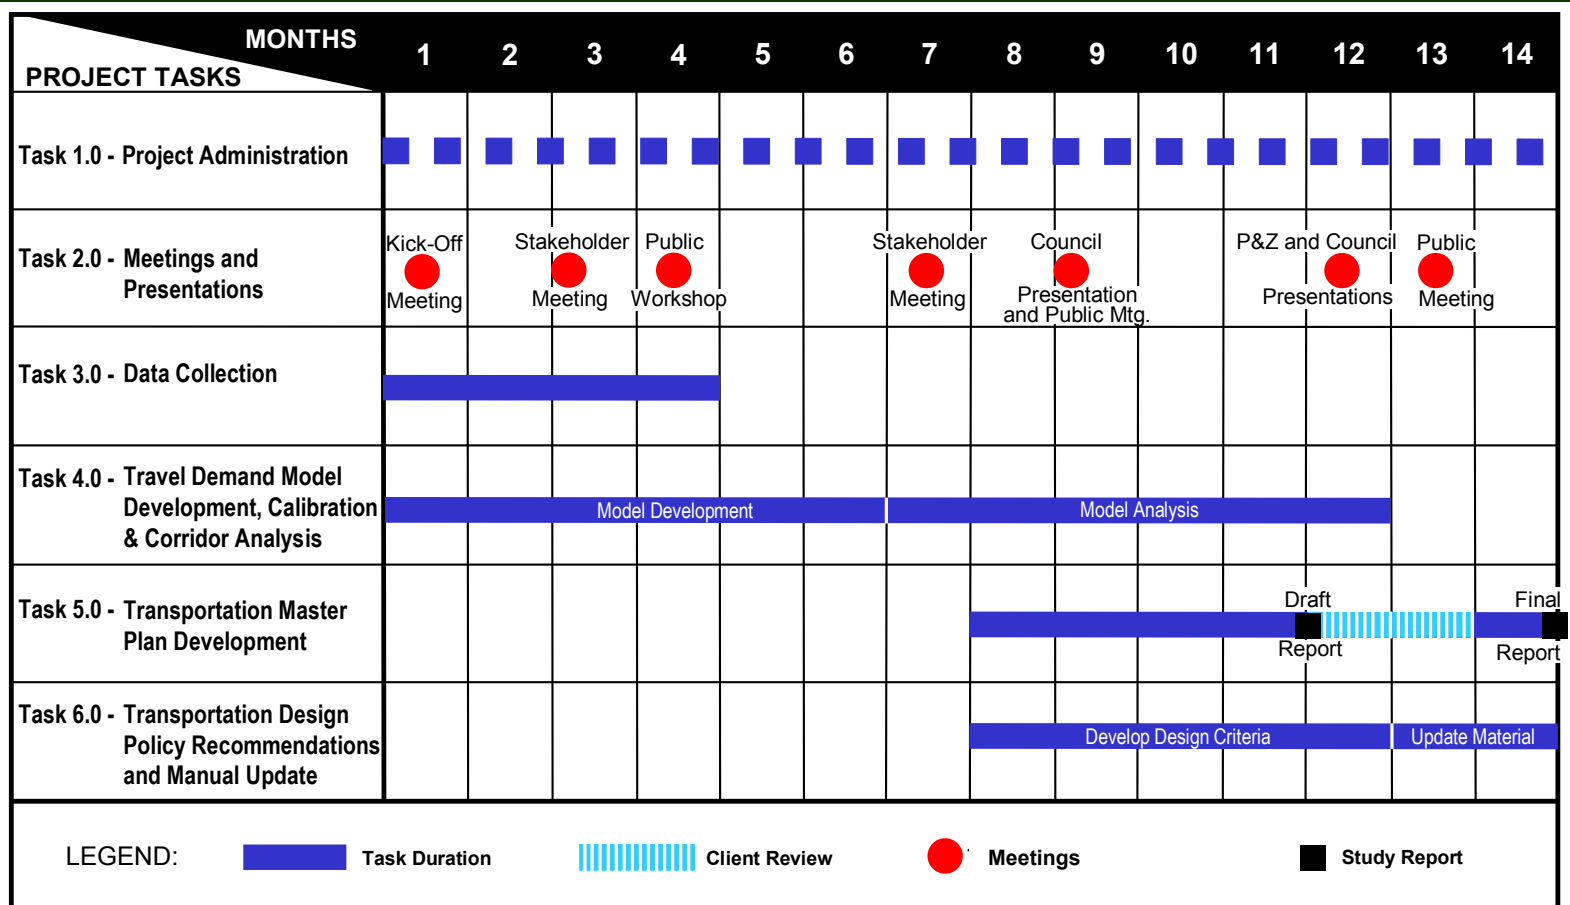 MONTHS
PROJECT TASKS
1 2 3 4 5 6 7 8 9 10 11 12 13 14
Task 1.0 - Project Administration
Task 2.0 - Meetings and
Presentations
Kick-Off
Meeting
Stakeholder
Meeting
Public
Workshop
Stakeholder
Meeting
Council
Presentation
and Public Mtg.
P&Z and Council
Presentations
Public
Meeting
Task 3.0 - Data Collection
Task 4.0 - Travel Demand Model
Development, Calibration
& Corridor Analysis
Model Development
Model Analysis
Task 5.0 - Transportation Master
Plan Development
Draft
Report
Final
Report
Task 6.0 - Transportation Design
Policy Recommendations
and Manual Update
Develop Design Criteria
Update Material
LEGEND:
Task Duration
Client Review
Meetings
Study Report